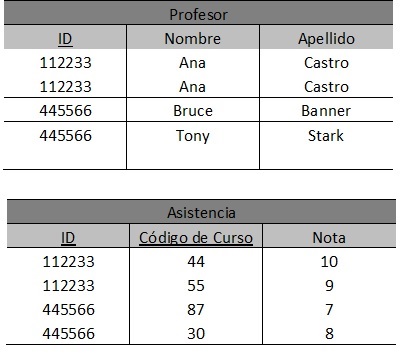 Profesor
ID Nombre Apellido
112233 Ana Castro
112233 Ana Castro
445566 Bruce Banner
445566 Tony Stark
Asistencia
ID Código de Curso Nota
112233 44 10
112233 55 9
445566 87 7
445566 30 8